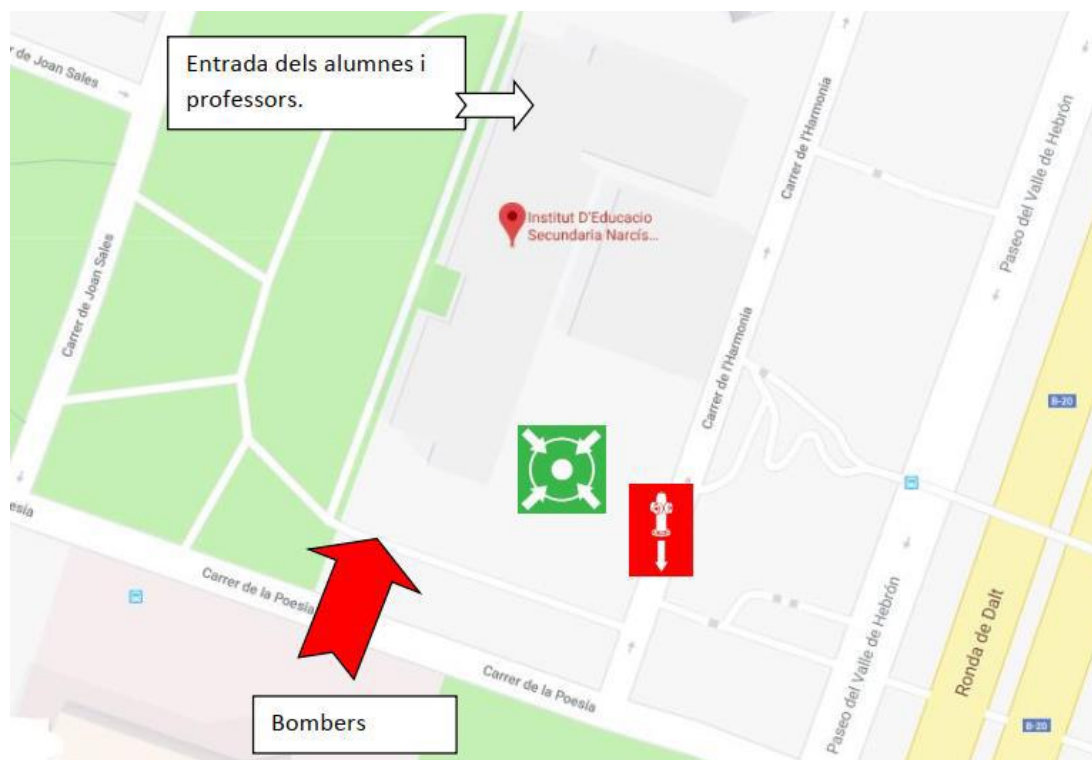 Entrada dels alumnes i
professors.
de Joan Sales
Carrer de l'Harmonia
Paseo del Valle de Hebrón
Institut D'Educacio
Secundaria Narcís...
Carrer de Joan Sales
Carrer de l'Harmonia
B-20
esia
Carrer de la Poesia
Carrer de la Poesia
Paseo del Valle de Hebrón
Ronda de Dalt
Bombers
B-20